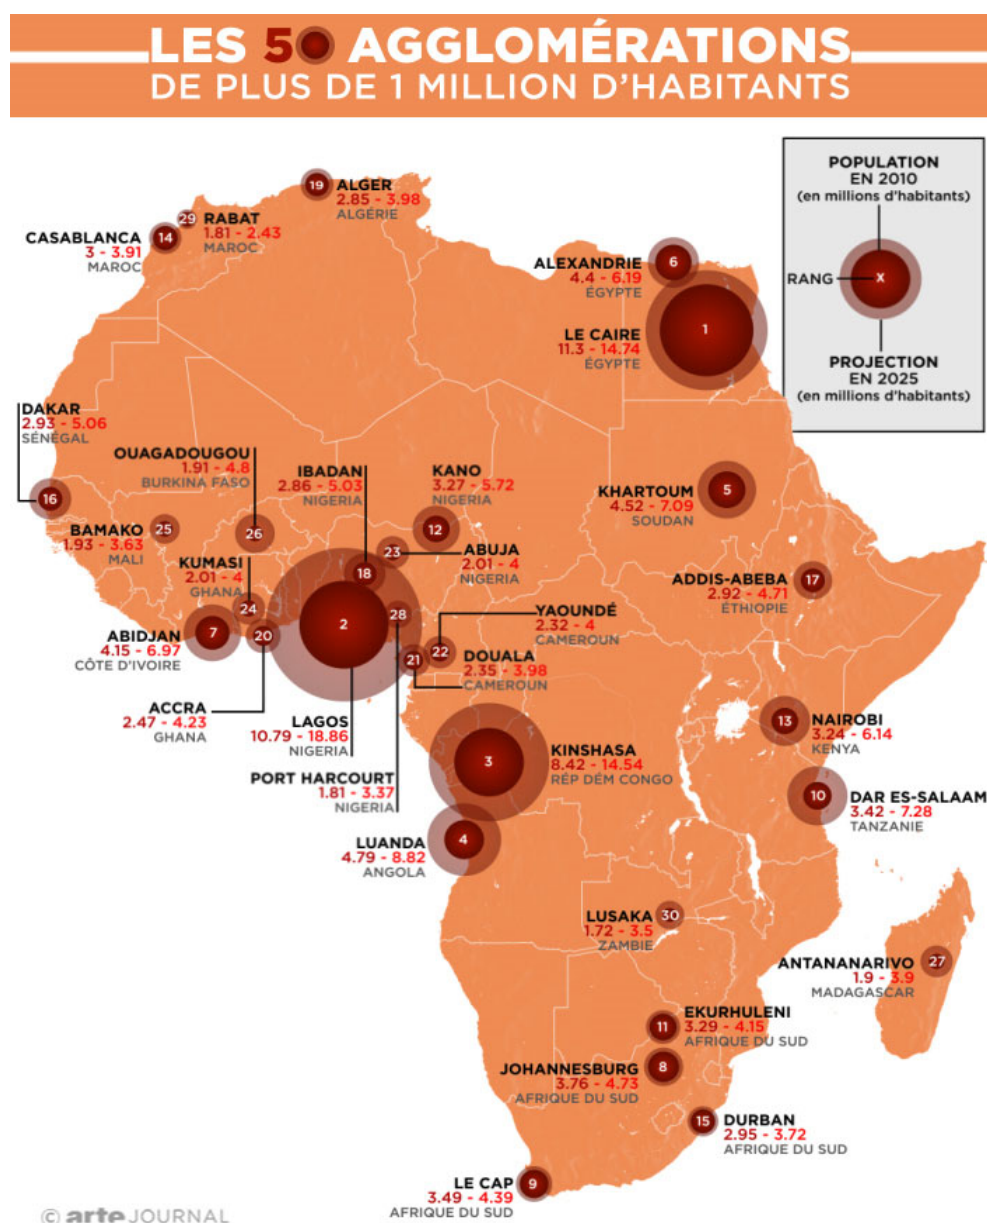 LES 50 AGGLOMÉRATIONS
DE PLUS DE 1 MILLION D'HABITANTS
POPULATION
EN 2010
(en millions d'habitants)
RANG
X
PROJECTION
EN 2025
(en millions d'habitants)
19
ALGER
2.85 - 3.98
ALGÉRIE
29
RABAT
1.81 - 2.43
MAROC
CASABLANCA
3 - 3.91
MAROC
14
ALEXANDRIE
4.4 - 6.19
ÉGYPTE
6
LE CAIRE
11.3 - 14.74
ÉGYPTE
1
DAKAR
2.93 - 5.06
SÉNÉGAL
16
OUAGADOUGOU
1.91 - 4.8
BURKINA FASO
26
IBADAN
2.86 - 5.03
NIGERIA
18
KANO
3.27 - 5.72
NIGERIA
12
KHARTOUM
4.52 - 7.09
SOUDAN
5
BAMAKO
1.93 - 3.63
MALI
25
KUMASI
2.01 - 4
GHANA
24
23
ABUJA
2.01 - 4
NIGERIA
ADDIS-ABEBA
2.92 - 4.71
ÉTHIOPIE
17
ABIDJAN
4.15 - 6.97
CÔTE D'IVOIRE
7
20
2
28
YAOUNDÉ
2.32 - 4
CAMEROUN
22
21
DOUALA
2.35 - 3.98
CAMEROUN
ACCRA
2.47 - 4.23
GHANA
LAGOS
10.79 - 18.86
NIGERIA
13
NAIROBI
3.24 - 6.14
KENYA
3
KINSHASA
8.42 - 14.54
RÉP DÉM CONGO
PORT HARCOURT
1.81 - 3.37
NIGERIA
10
DAR ES-SALAAM
3.42 - 7.28
TANZANIE
LUANDA
4.79 - 8.82
ANGOLA
4
LUSAKA
1.72 - 3.5
ZAMBIE
30
ANTANANARIVO
1.9 - 3.9
MADAGASCAR
27
11
EKURHULENI
3.29 - 4.15
AFRIQUE DU SUD
JOHANNESBURG
3.76 - 4.73
AFRIQUE DU SUD
8
15
DURBAN
2.95 - 3.72
AFRIQUE DU SUD
LE CAP
3.49 - 4.39
AFRIQUE DU SUD
9
© arte JOURNAL